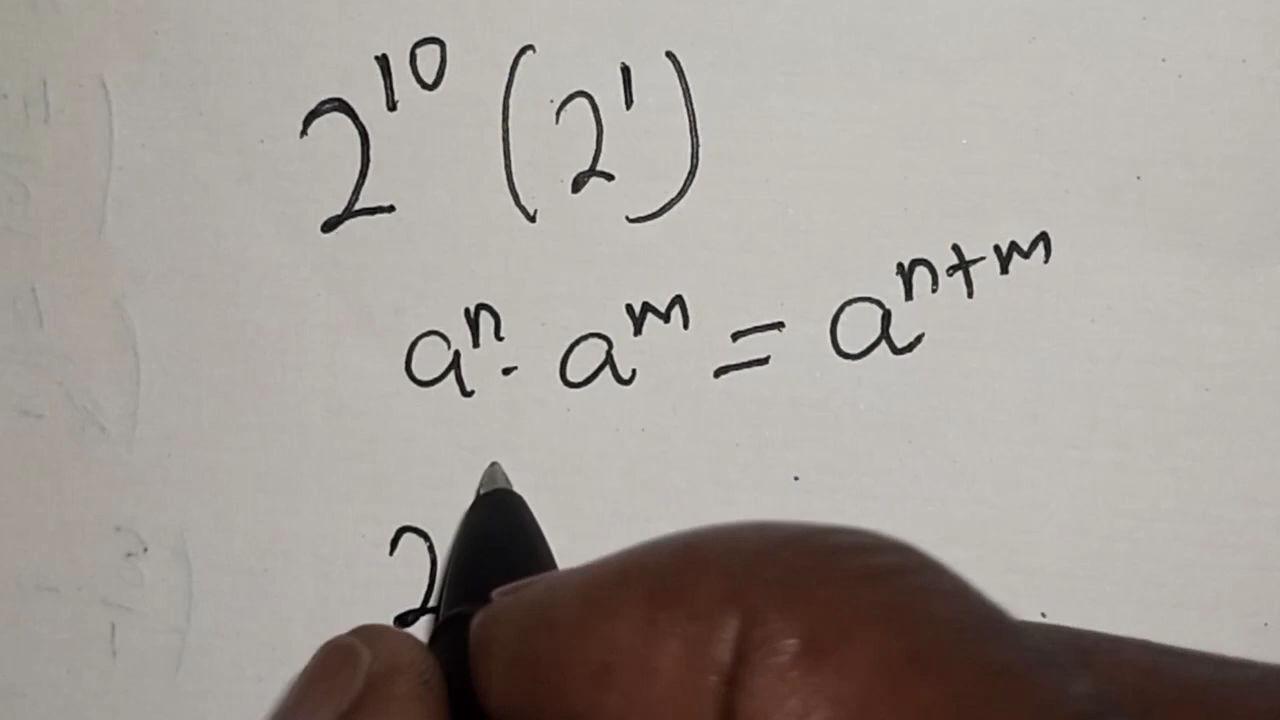 2¹⁰ (2¹)
aⁿ · aᵐ = aⁿ⁺ᵐ
2